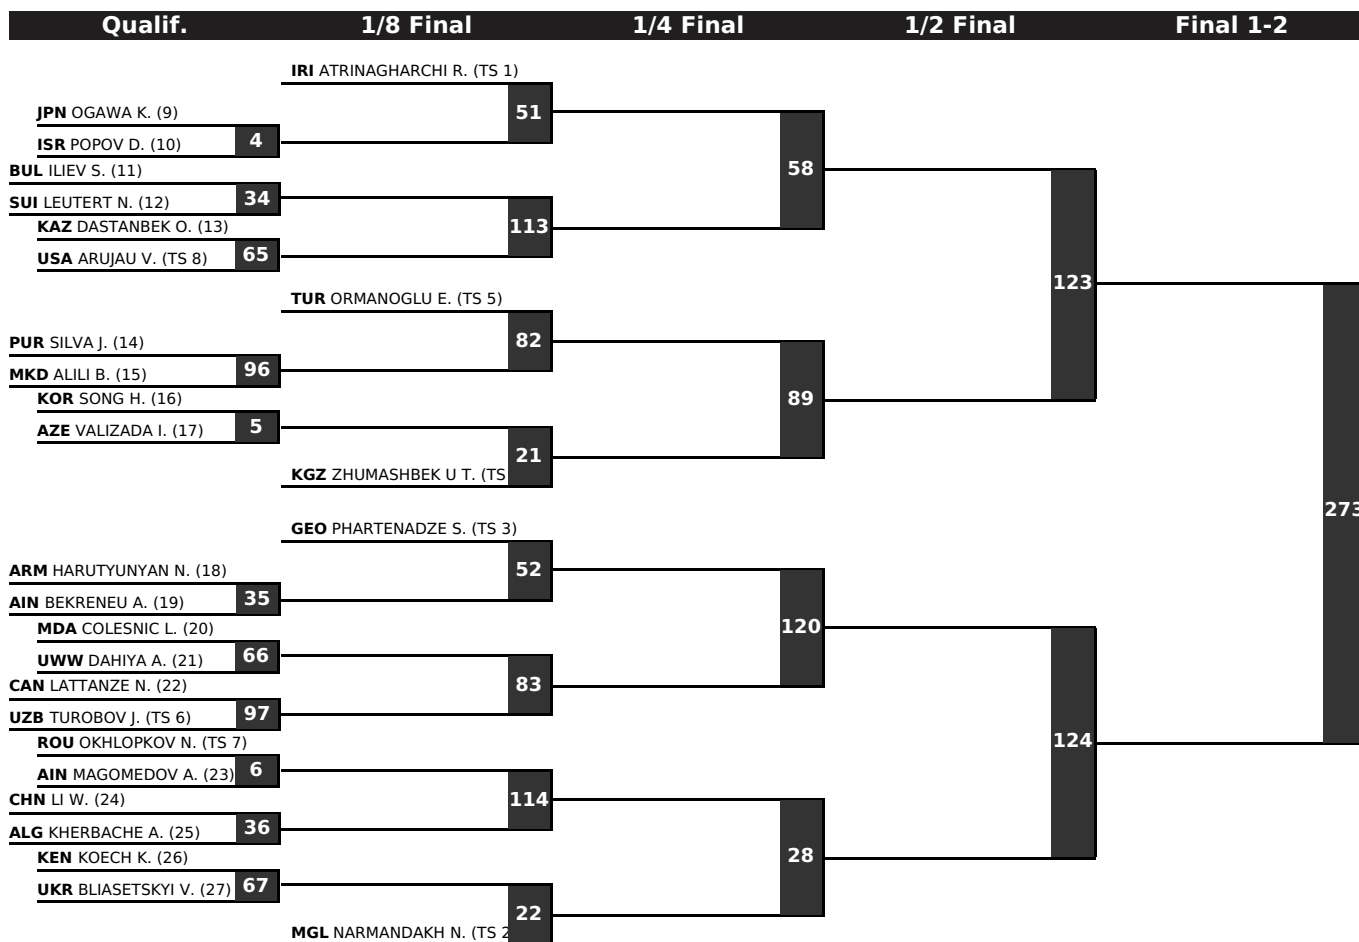 Qualif. 1/8 Final 1/4 Final 1/2 Final Final 1-2
IRI ATRINAGHARCHI R. (TS 1)
51
JPN OGAWA K. (9)
4
ISR POPOV D. (10)
58
BUL ILIEV S. (11)
34
SUI LEUTERT N. (12)
113
KAZ DASTANBEK O. (13)
65
USA ARUJAU V. (TS 8)
123
TUR ORMANOGLU E. (TS 5)
82
PUR SILVA J. (14)
96
MKD ALILI B. (15)
89
KOR SONG H. (16)
5
AZE VALIZADA I. (17)
21
KGZ ZHUMASHBEK U T. (TS
273
GEO PHARTENADZE S. (TS 3)
52
ARM HARUTYUNYAN N. (18)
35
AIN BEKRENEU A. (19)
120
MDA COLESNIC L. (20)
66
UWW DAHIYA A. (21)
83
CAN LATTANZE N. (22)
97
UZB TUROBOV J. (TS 6)
124
ROU OKHLOPKOV N. (TS 7)
6
AIN MAGOMEDOV A. (23)
114
CHN LI W. (24)
36
ALG KHERBACHE A. (25)
28
KEN KOECH K. (26)
67
UKR BLIASETSKYI V. (27)
22
MGL NARMANDAKH N. (TS 2